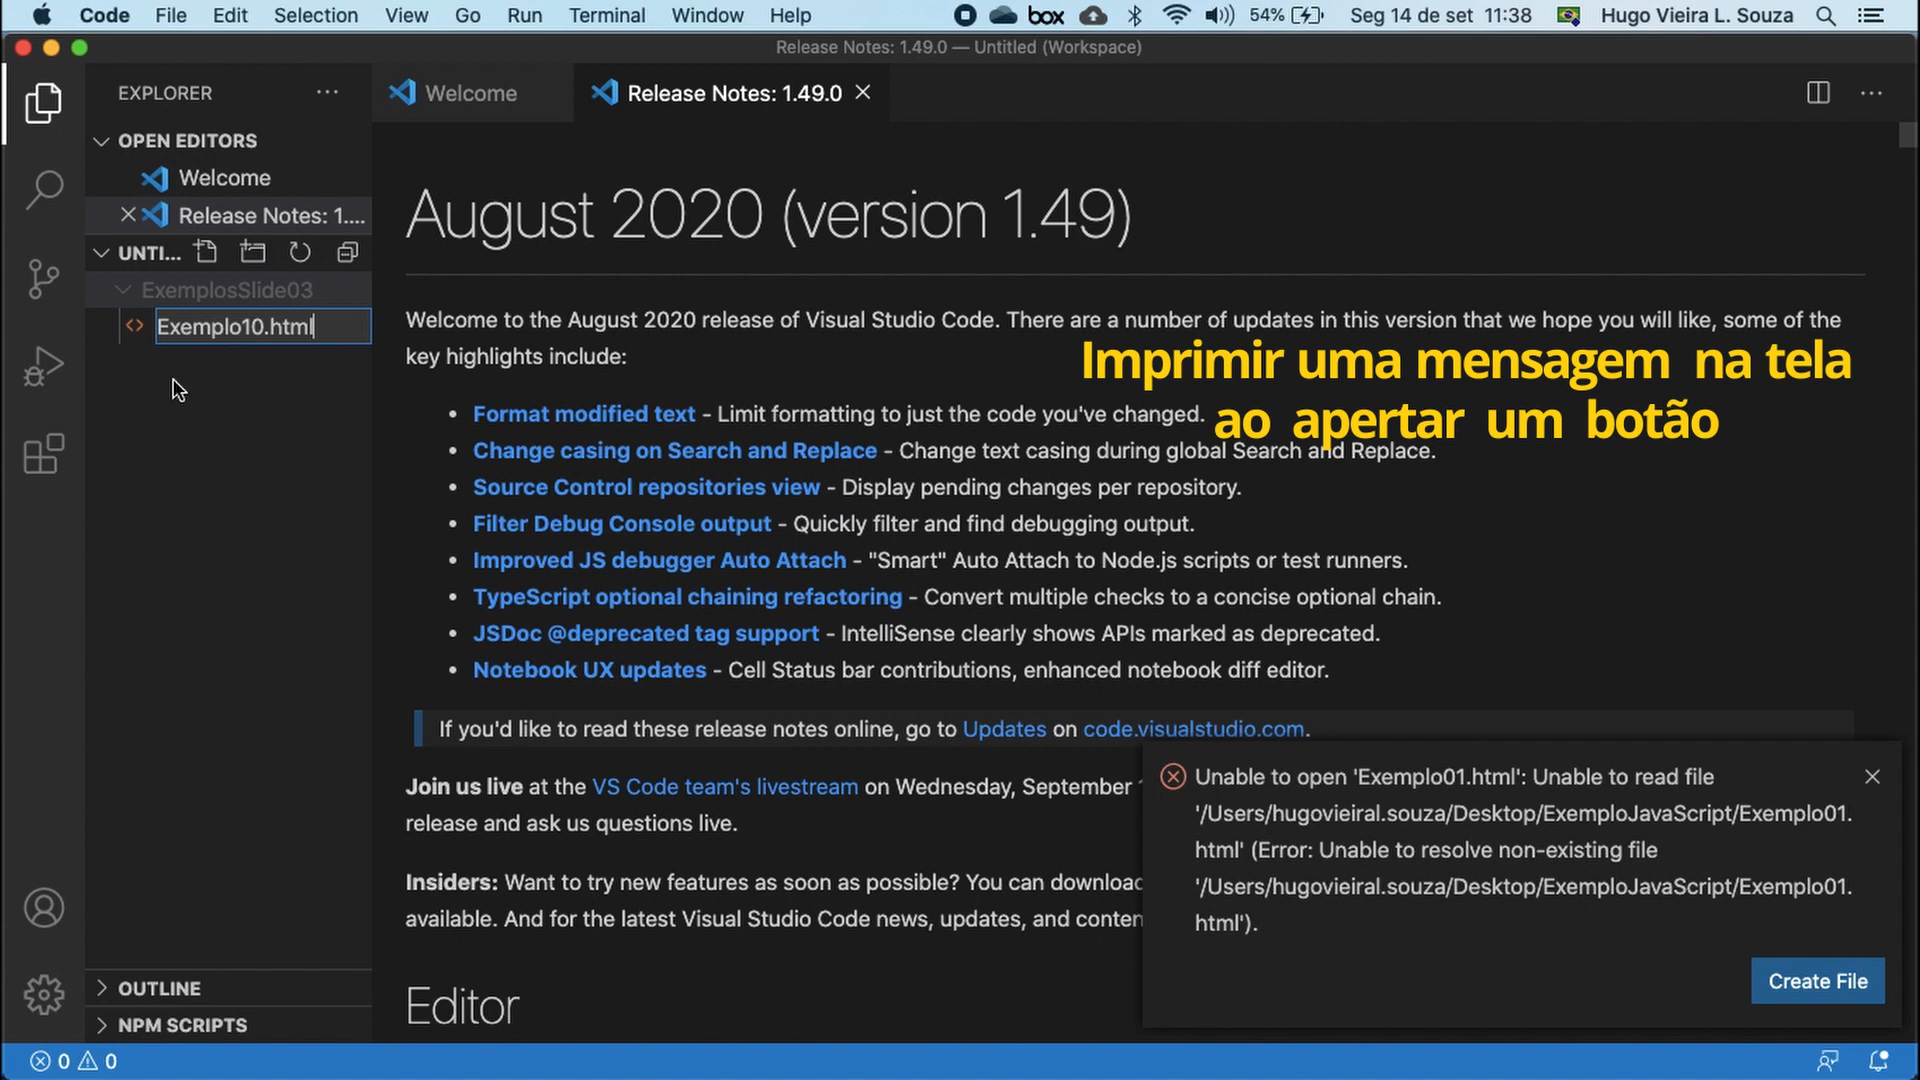 Code File Edit Selection View Go Run Terminal Window Help box 54% Seg 14 de set 11:38 Hugo Vieira L. Souza
Release Notes: 1.49.0 — Untitled (Workspace)
EXPLORER
Welcome
Release Notes: 1.49.0
OPEN EDITORS
Welcome
Release Notes: 1....
UNTI...
ExemplosSlide03
Exemplo10.html
August 2020 (version 1.49)
Welcome to the August 2020 release of Visual Studio Code. There are a number of updates in this version that we hope you will like, some of the
key highlights include:
Imprimir uma mensagem na tela
ao apertar um botão
• Format modified text - Limit formatting to just the code you've changed.
• Change casing on Search and Replace - Change text casing during global Search and Replace.
• Source Control repositories view - Display pending changes per repository.
• Filter Debug Console output - Quickly filter and find debugging output.
• Improved JS debugger Auto Attach - "Smart" Auto Attach to Node.js scripts or test runners.
• TypeScript optional chaining refactoring - Convert multiple checks to a concise optional chain.
• JSDoc @deprecated tag support - IntelliSense clearly shows APIs marked as deprecated.
• Notebook UX updates - Cell Status bar contributions, enhanced notebook diff editor.
If you'd like to read these release notes online, go to Updates on code.visualstudio.com.
Join us live at the VS Code team's livestream on Wednesday, September
release and ask us questions live.
Insiders: Want to try new features as soon as possible? You can download
available. And for the latest Visual Studio Code news, updates, and conten
Editor
Unable to open 'Exemplo01.html': Unable to read file
'/Users/hugovieiral.souza/Desktop/ExemploJavaScript/Exemplo01.
html' (Error: Unable to resolve non-existing file
'/Users/hugovieiral.souza/Desktop/ExemploJavaScript/Exemplo01.
html').
Create File
OUTLINE
NPM SCRIPTS
0 0